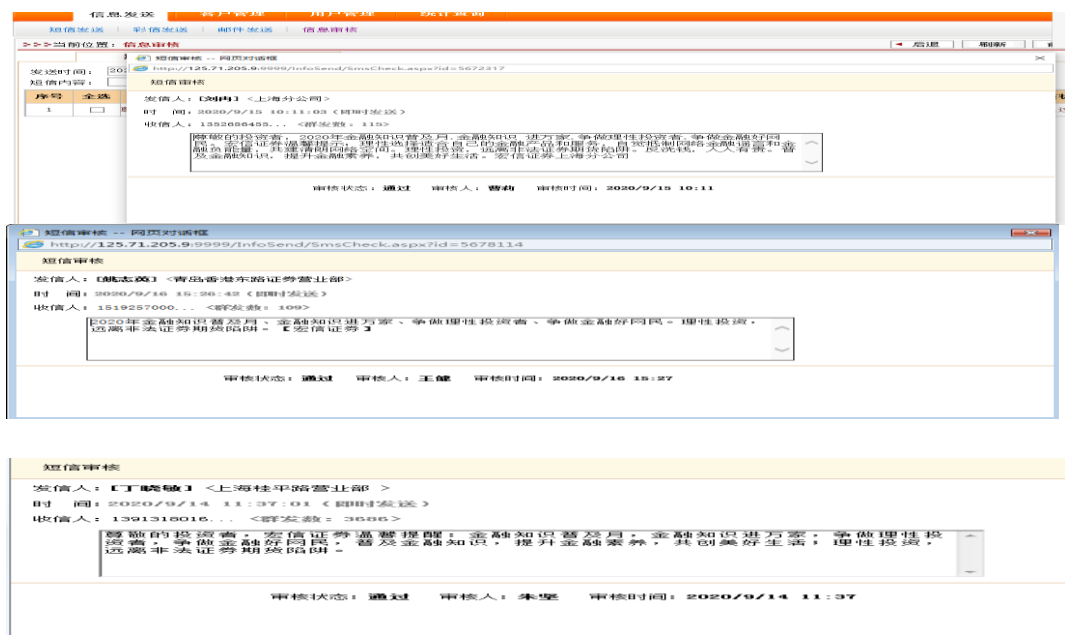 信息发送 客户管理 用户管理 统计查询
短信发送 | 彩信发送 | 邮件发送 | 信息审核
>>>当前位置：信息审核 后退 刷新
短信审核 -- 网页对话框
发送时间： 202 http://125.71.205.9:9999/InfoSend/SmsCheck.aspx?id=5672317
短信内容： 短信审核
序号 全选 发信人：【刘冉】<上海分公司>
1 时 间：2020/9/15 10:11:03（即时发送）
收信人：1352656455... <群发数：115>
尊敬的投资者，2020年金融知识普及月,金融知识 进万家,争做理性投资者,争做金融好网
民。宏信证券温馨提示，理性选择适合自己的金融产品和服务，自觉抵制网络金融谣言和金
融负能量，共建清朗网络空间。理性投资，远离非法证券期货陷阱。反洗钱，人人有责。普
及金融知识，提升金融素养，共创美好生活。宏信证券上海分公司
审核状态：通过 审核人：曹莉 审核时间：2020/9/15 10:11
短信审核 -- 网页对话框
http://125.71.205.9:9999/InfoSend/SmsCheck.aspx?id=5678114
短信审核
发信人：【姚志英】<青岛香港东路证券营业部>
时 间：2020/9/16 15:26:42（即时发送）
收信人：1519257000... <群发数：109>
2020年金融知识普及月、金融知识进万家、争做理性投资者、争做金融好网民。理性投资，
远离非法证券期货陷阱。【宏信证券】
审核状态：通过 审核人：王健 审核时间：2020/9/16 15:27
短信审核
发信人：【丁晓敏】<上海桂平路营业部 >
时 间：2020/9/14 11:37:01（即时发送）
收信人：1391318016... <群发数：3686>
尊敬的投资者，宏信证券温馨提醒：金融知识普及月，金融知识进万家，争做理性投
资者，争做金融好网民，普及金融知识，提升金融素养，共创美好生活；理性投资，
远离非法证券期货陷阱。
审核状态：通过 审核人：朱坚 审核时间：2020/9/14 11:37